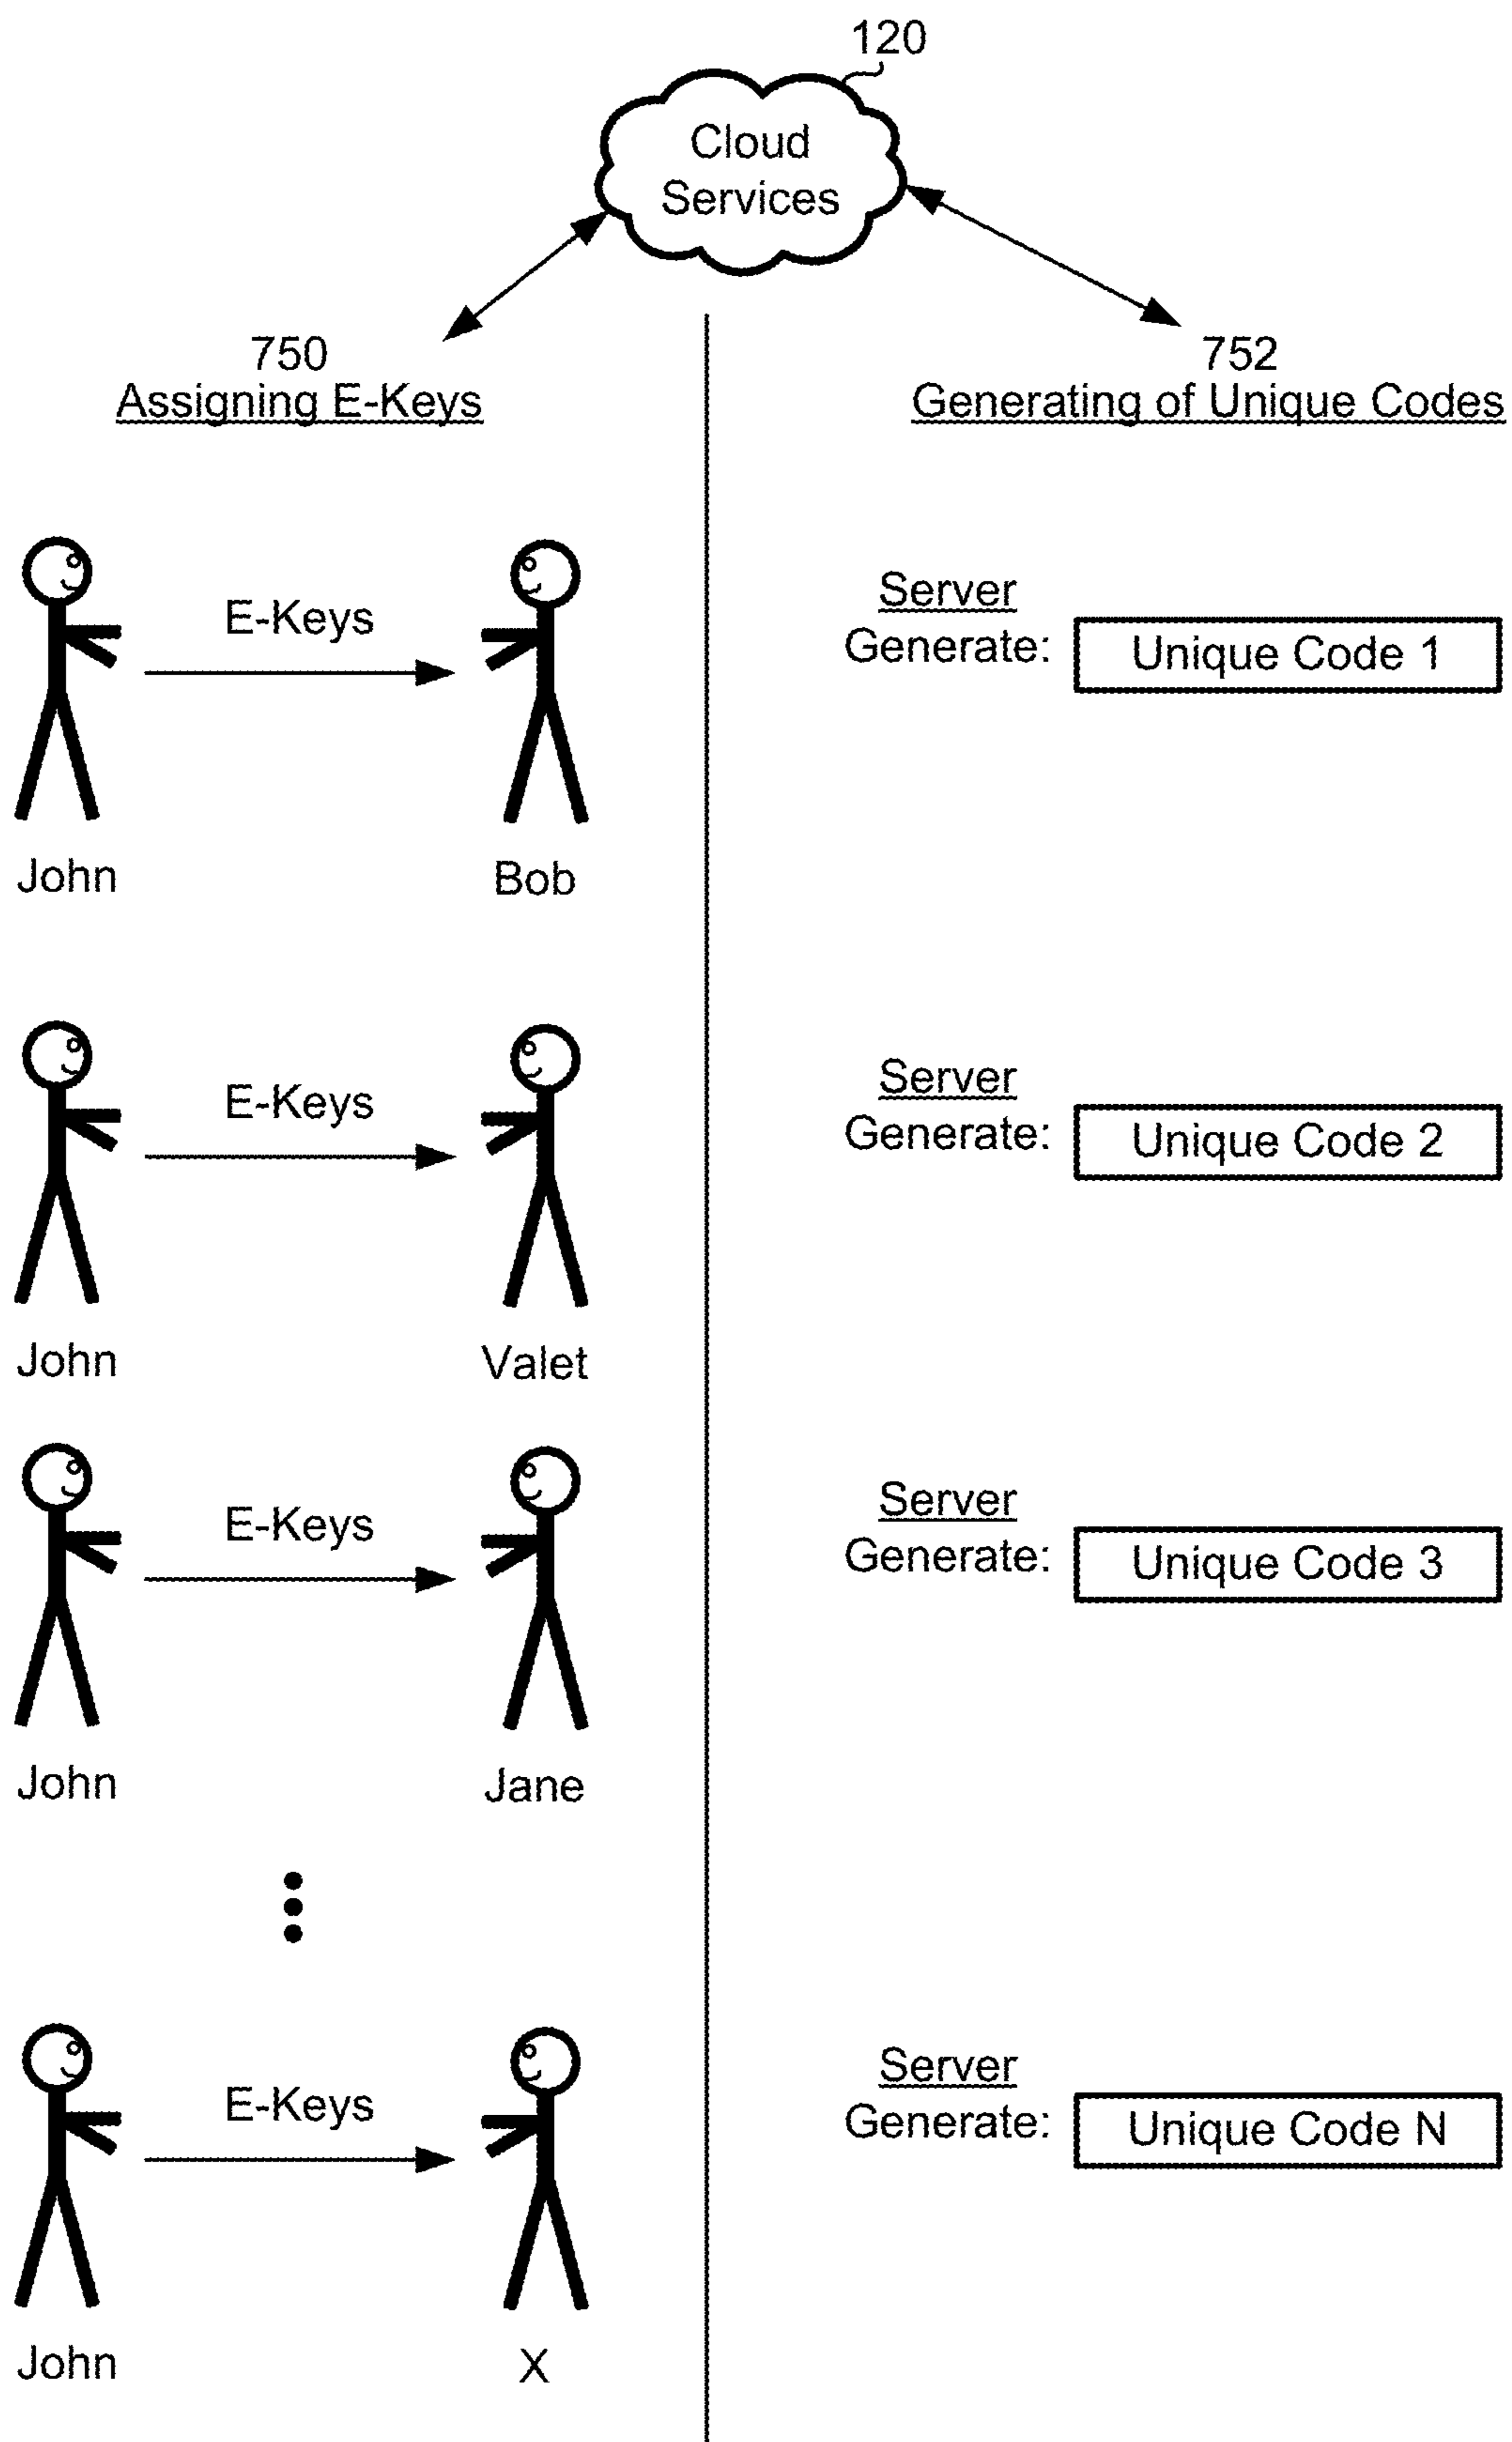 120
Cloud
Services
750
Assigning E-Keys
752
Generating of Unique Codes
E-Keys
John
Bob
Server
Generate:
Unique Code 1
E-Keys
John
Valet
Server
Generate:
Unique Code 2
E-Keys
John
Jane
Server
Generate:
Unique Code 3
E-Keys
John
X
Server
Generate:
Unique Code N